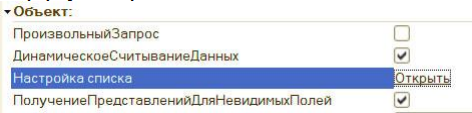 Объект:
ПроизвольныйЗапрос
ДинамическоеСчитываниеДанных
Настройка списка Открыть
ПолучениеПредставленийДляНевидимыхПолей